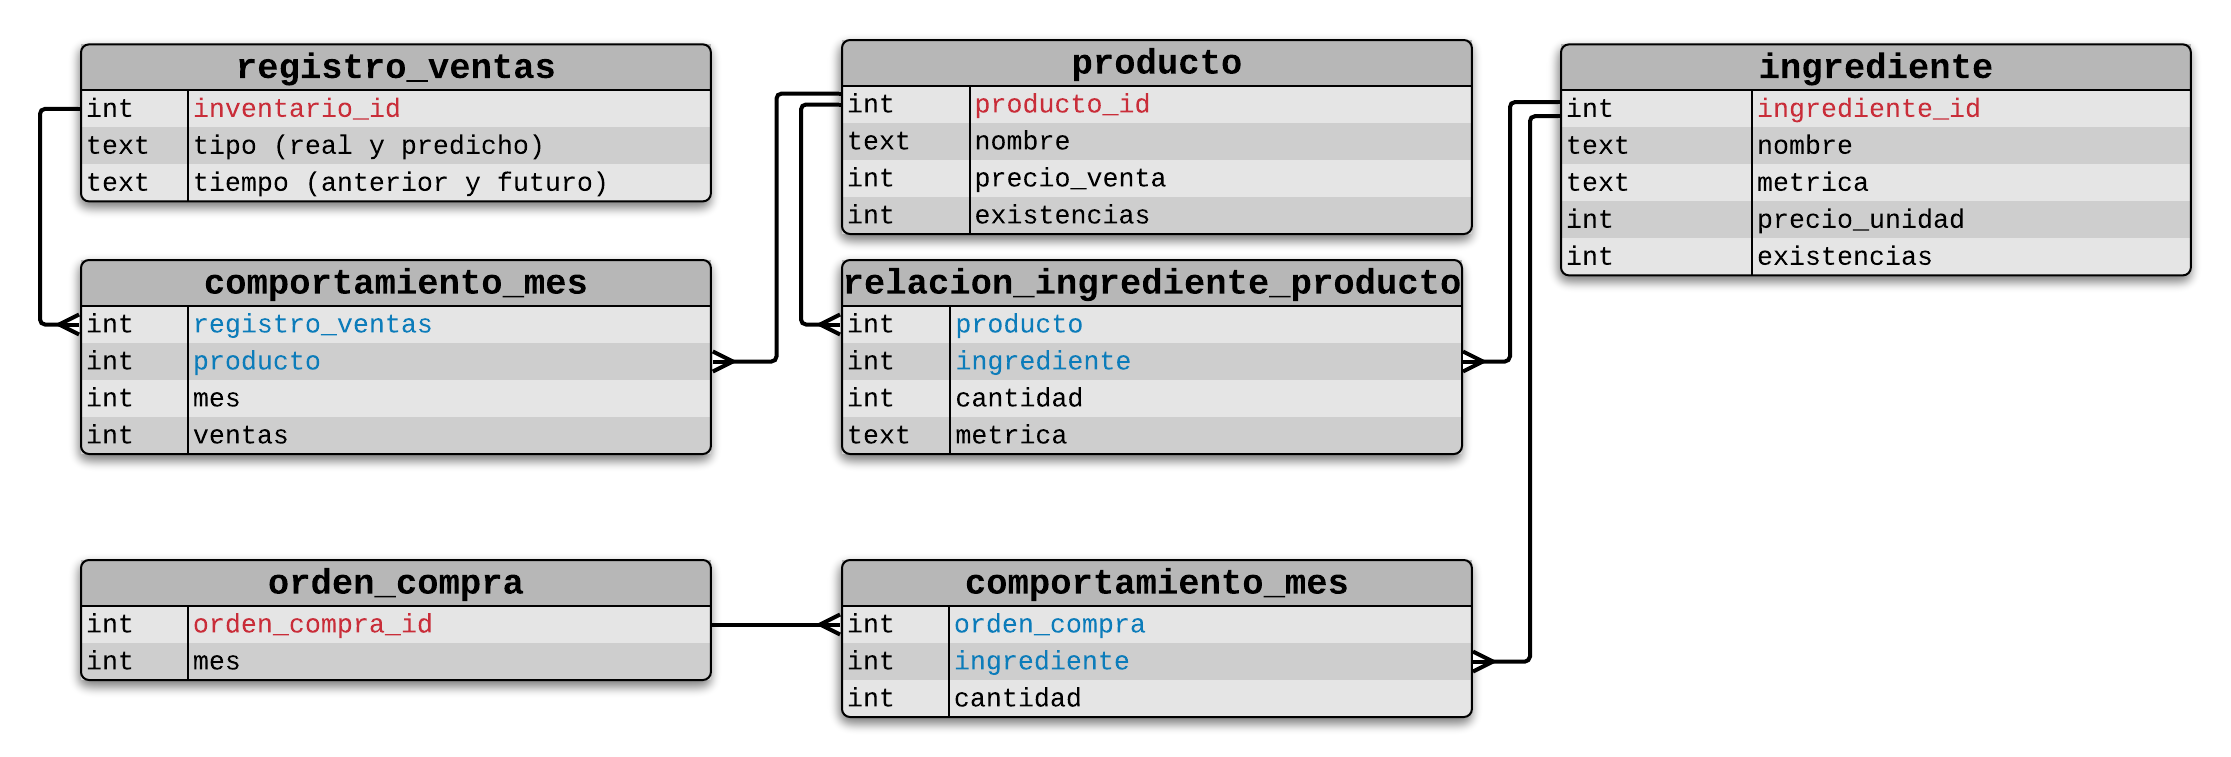 registro_ventas
int inventario_id
text tipo (real y predicho)
text tiempo (anterior y futuro)
producto
int producto_id
text nombre
int precio_venta
int existencias
ingrediente
int ingrediente_id
text nombre
text metrica
int precio_unidad
int existencias
comportamiento_mes
int registro_ventas
int producto
int mes
int ventas
relacion_ingrediente_producto
int producto
int ingrediente
int cantidad
text metrica
orden_compra
int orden_compra_id
int mes
comportamiento_mes
int orden_compra
int ingrediente
int cantidad